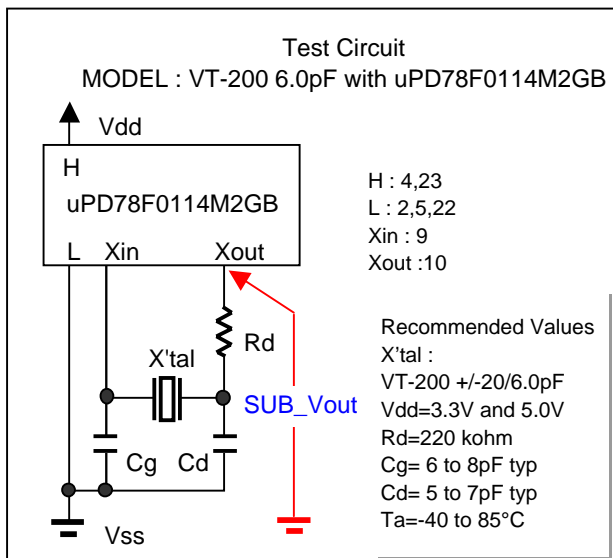 Test Circuit
MODEL : VT-200 6.0pF with uPD78F0114M2GB
Vdd
H
uPD78F0114M2GB
L Xin Xout
H : 4,23
L : 2,5,22
Xin : 9
Xout :10
Rd
X'tal
SUB_Vout
Cg Cd
Vss
Recommended Values
X'tal :
VT-200 +/-20/6.0pF
Vdd=3.3V and 5.0V
Rd=220 kohm
Cg= 6 to 8pF typ
Cd= 5 to 7pF typ
Ta=-40 to 85°C